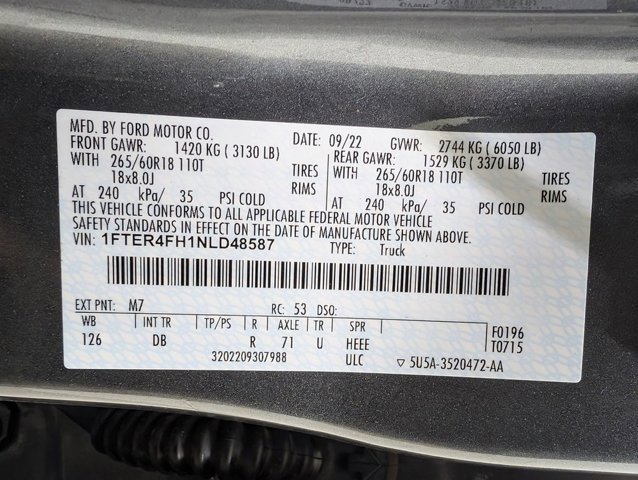 MFD. BY FORD MOTOR CO. DATE: 09/22 GVWR: 2744 KG ( 6050 LB)
FRONT GAWR: 1420 KG ( 3130 LB) REAR GAWR: 1529 KG ( 3370 LB)
WITH 265/60R18 110T TIRES WITH 265/60R18 110T TIRES
18x8.0J RIMS 18x8.0J RIMS
AT 240 kPa/ 35 PSI COLD AT 240 kPa/ 35 PSI COLD
THIS VEHICLE CONFORMS TO ALL APPLICABLE FEDERAL MOTOR VEHICLE
SAFETY STANDARDS IN EFFECT ON THE DATE OF MANUFACTURE SHOWN ABOVE.
VIN: 1FTER4FH1NLD48587 TYPE: Truck
EXT PNT: M7 RC: 53 DSO:
WB INT TR TP/PS R AXLE TR SPR F0196
126 DB R 71 U HEEE T0715
3202209307988 ULC ▽ 5U5A-3520472-AA